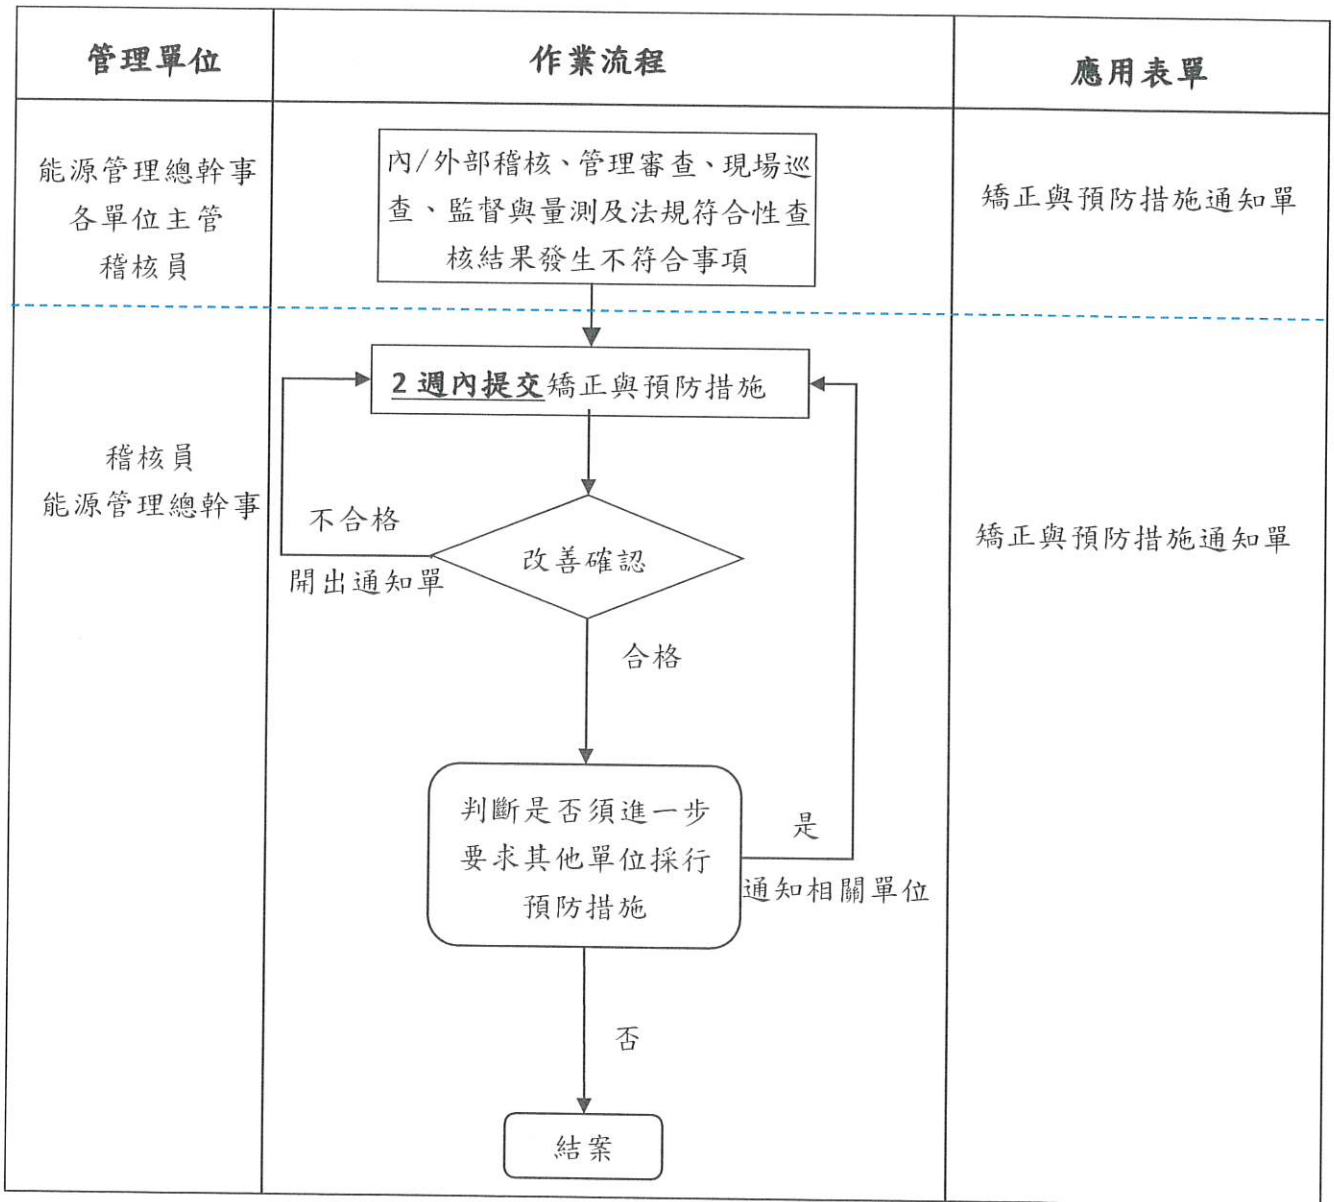 管理單位
作業流程
應用表單
能源管理總幹事
各單位主管
稽核員
內/外部稽核、管理審查、現場巡
查、監督與量測及法規符合性查
核結果發生不符合事項
矯正與預防措施通知單
2 週內提交矯正與預防措施
稽核員
能源管理總幹事
不合格
開出通知單
改善確認
矯正與預防措施通知單
合格
判斷是否須進一步
要求其他單位採行
預防措施
是
通知相關單位
否
結案